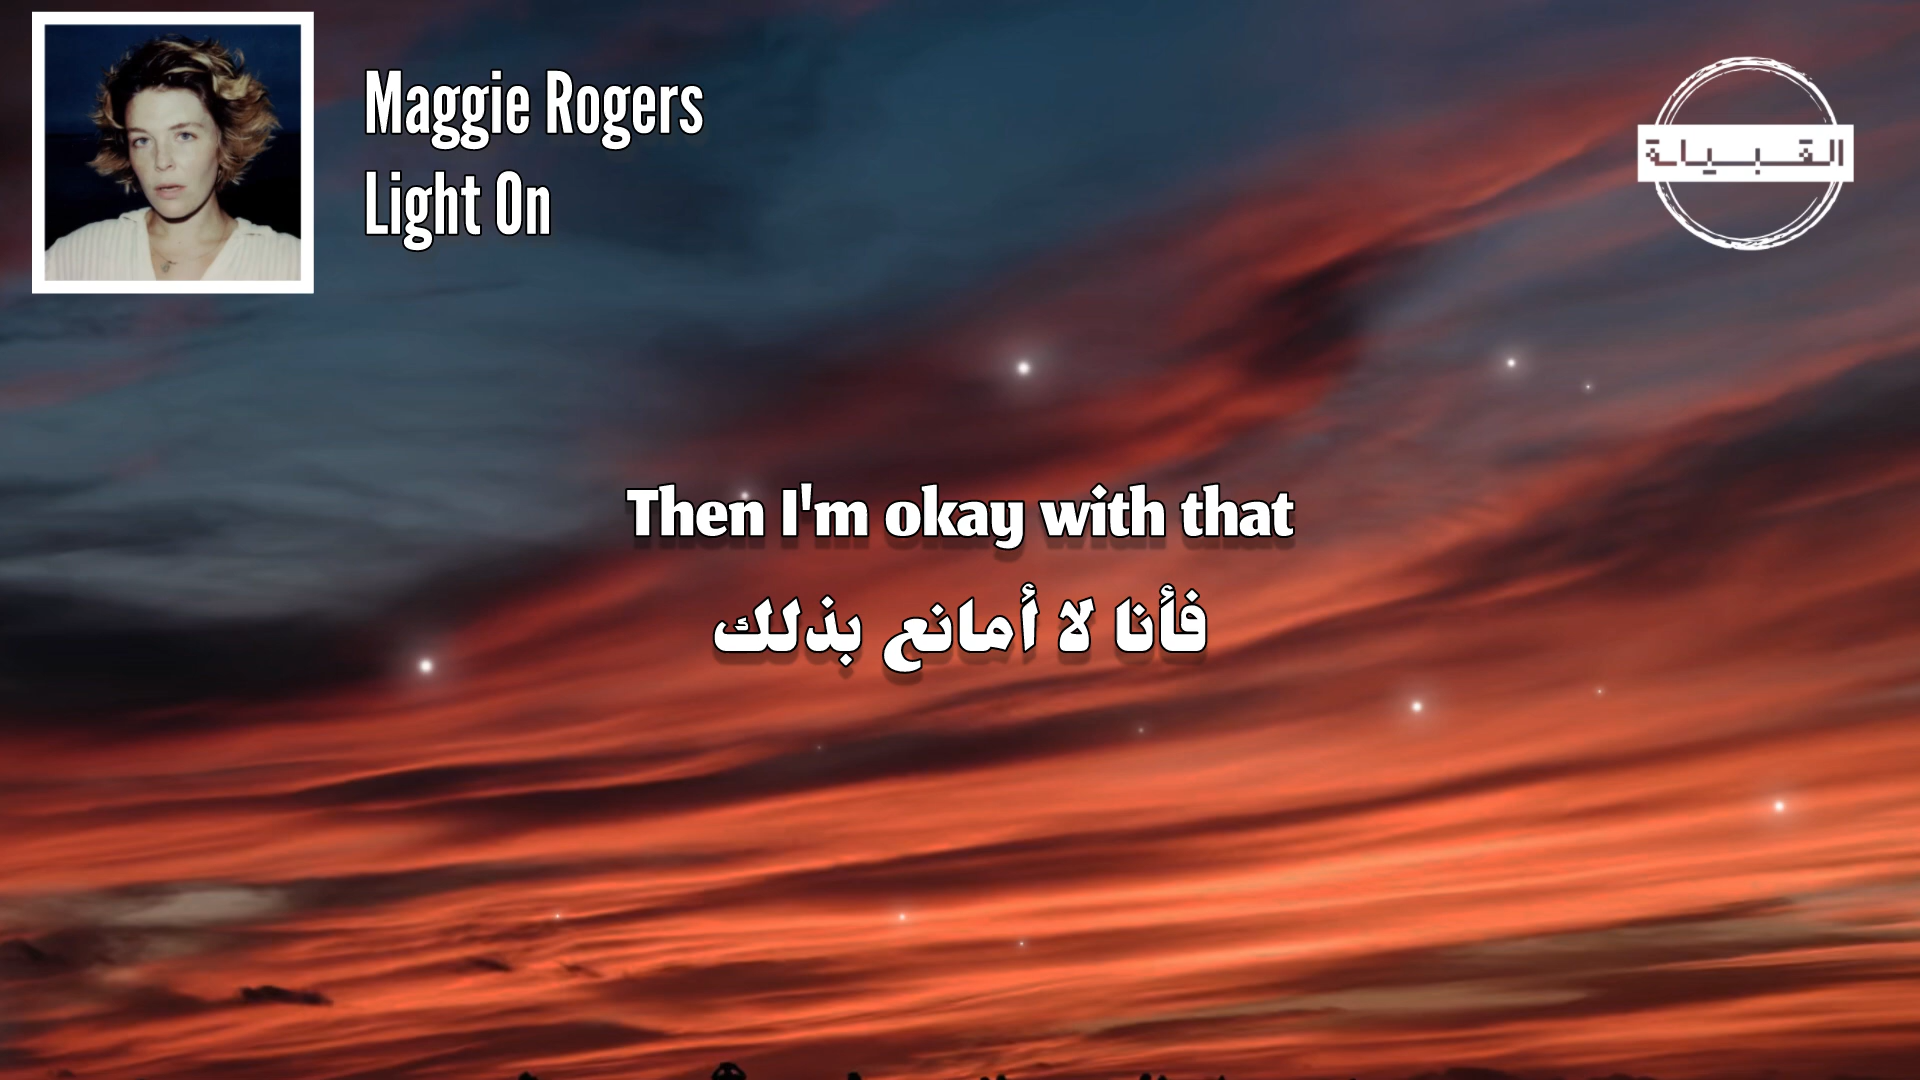 Maggie Rogers
Light On
القبيلة
Then I'm okay with that
فأنا لا أمانع بذلك